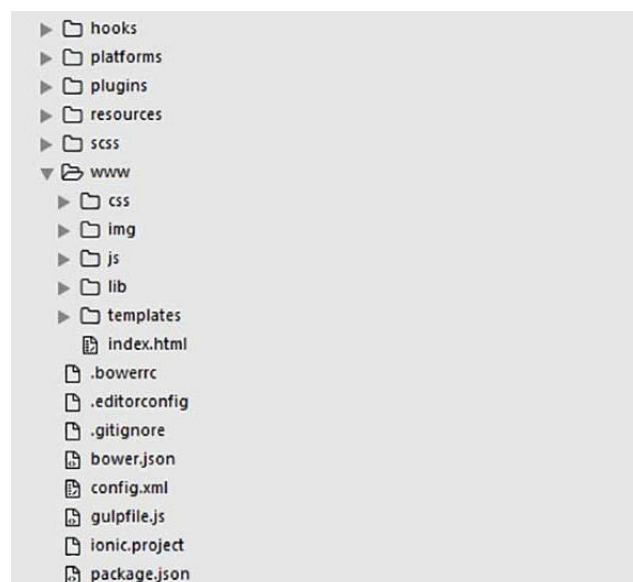 hooks
platforms
plugins
resources
scss
www
css
img
js
lib
templates
index.html
.bowerrc
.editorconfig
.gitignore
bower.json
config.xml
gulpfile.js
ionic.project
package.json